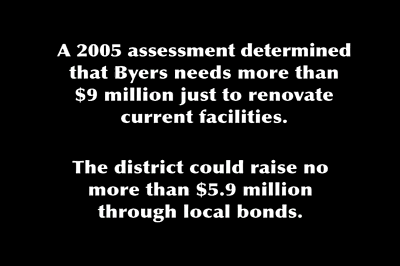 A 2005 assessment determined
that Byers needs more than
$9 million just to renovate
current facilities.
The district could raise no
more than $5.9 million
through local bonds.